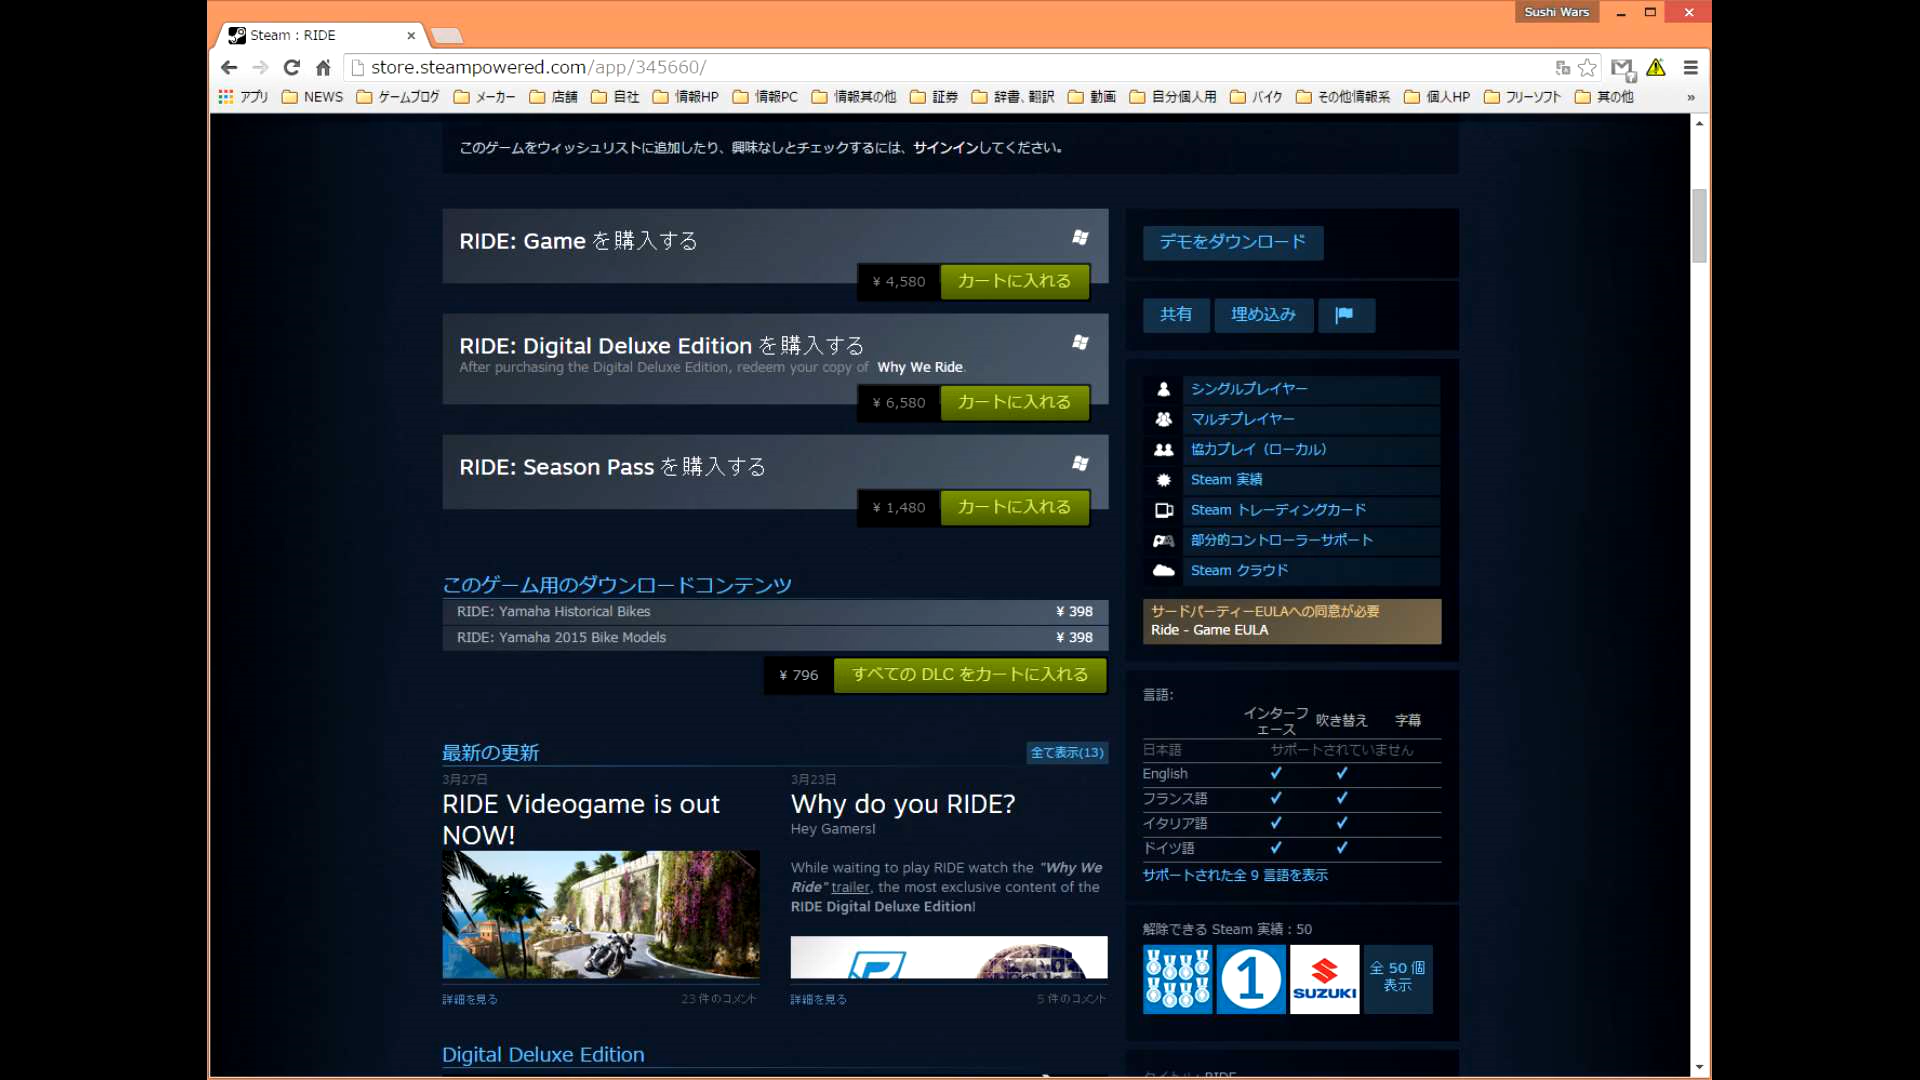 Sushi Wars
Steam : RIDE
store.steampowered.com/app/345660/
アプリ NEWS ゲームブログ メーカー 店舗 自社 情報HP 情報PC 情報其の他 証券 辞書、翻訳 動画 自分個人用 バイク その他情報系 個人HP フリーソフト 其の他 »
このゲームをウィッシュリストに追加したり、興味なしとチェックするには、サインインしてください。
RIDE: Game を購入する
¥ 4,580 カートに入れる
RIDE: Digital Deluxe Edition を購入する
After purchasing the Digital Deluxe Edition, redeem your copy of Why We Ride.
¥ 6,580 カートに入れる
RIDE: Season Pass を購入する
¥ 1,480 カートに入れる
このゲーム用のダウンロードコンテンツ
RIDE: Yamaha Historical Bikes ¥ 398
RIDE: Yamaha 2015 Bike Models ¥ 398
¥ 796 すべての DLC をカートに入れる
最新の更新 全て表示(13)
3月27日
RIDE Videogame is out
NOW!
詳細を見る 23 件のコメント
3月23日
Why do you RIDE?
Hey Gamers!
While waiting to play RIDE watch the "Why We
Ride" trailer, the most exclusive content of the
RIDE Digital Deluxe Edition!
詳細を見る 5 件のコメント
Digital Deluxe Edition
デモをダウンロード
共有 埋め込み
シングルプレイヤー
マルチプレイヤー
協力プレイ（ローカル）
Steam 実績
Steam トレーディングカード
部分的コントローラーサポート
Steam クラウド
サードパーティーEULAへの同意が必要
Ride - Game EULA
言語:
インターフ
ェース 吹き替え 字幕
日本語 サポートされていません
English ✔ ✔
フランス語 ✔ ✔
イタリア語 ✔ ✔
ドイツ語 ✔ ✔
サポートされた全 9 言語を表示
解除できる Steam 実績 : 50
1
SUZUKI
全 50 個
表示
タイトル: RIDE